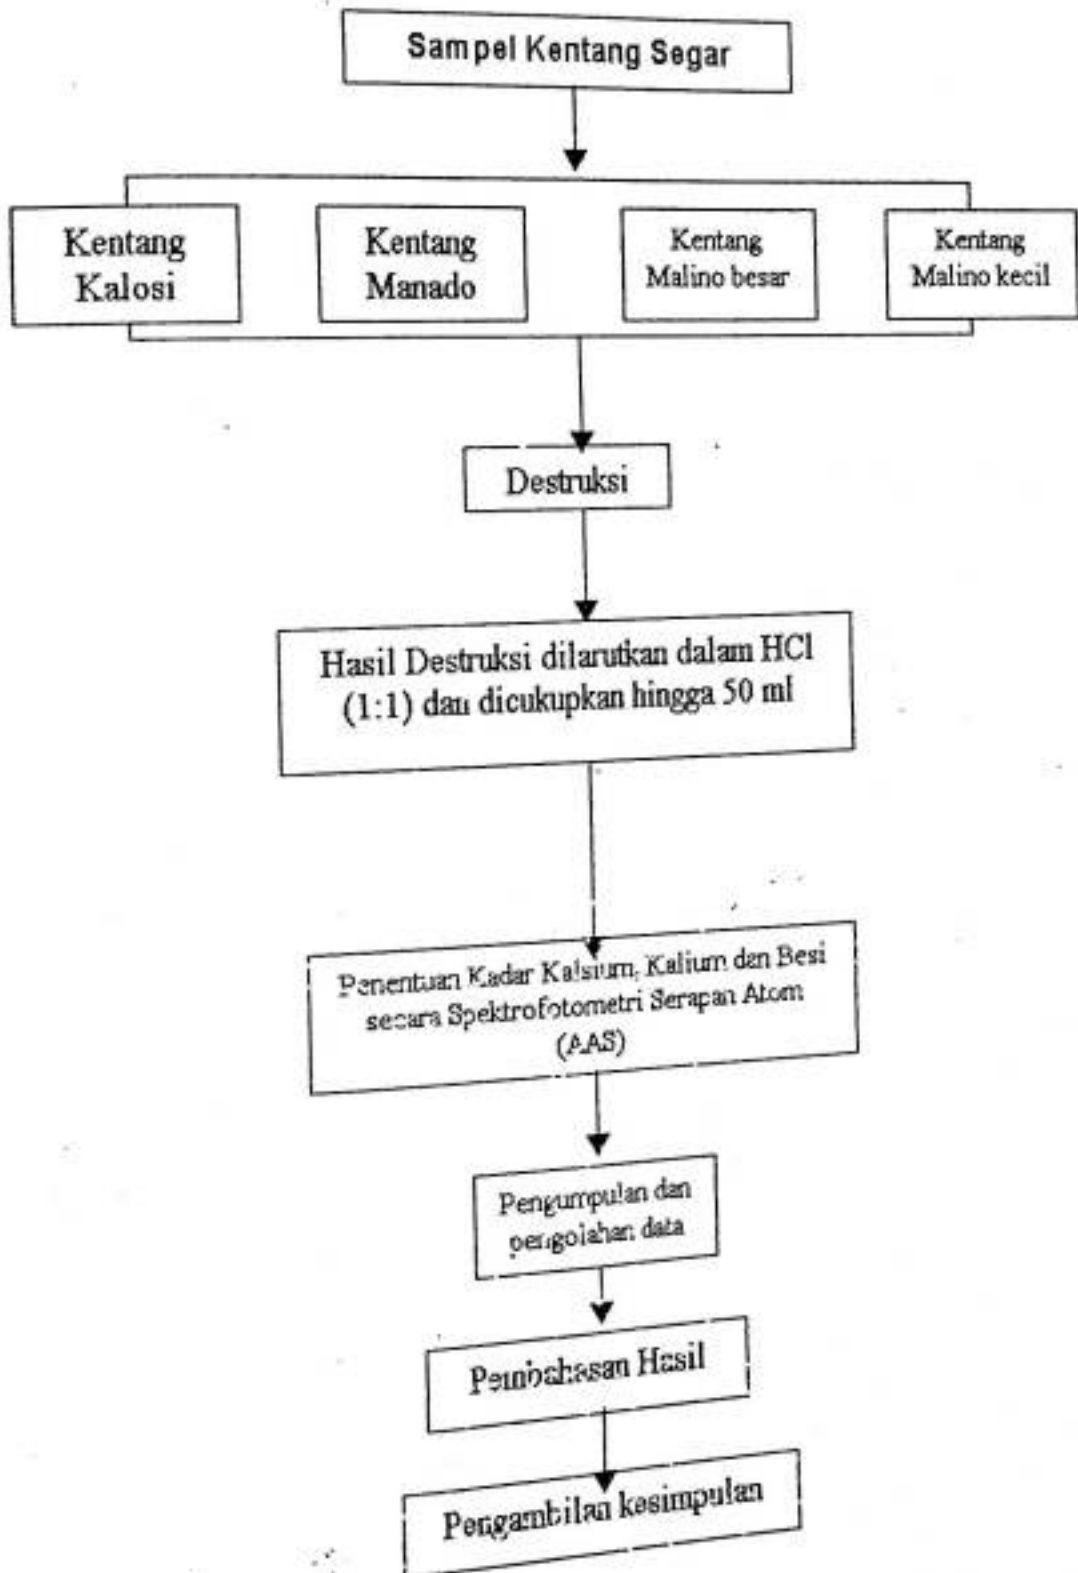 Sampel Kentang Segar
Kentang
Kalosi
Kentang
Manado
Kentang
Malino besar
Kentang
Malino kecil
Destruksi
Hasil Destruksi dilarutkan dalam HCl
(1:1) dan dicukupkan hingga 50 ml
Penentuan Kadar Kalsium, Kalium dan Besi
secara Spektrofotometri Serapan Atom
(AAS)
Pengumpulan dan
pengolahan data
Pembahasan Hasil
Pengambilan kesimpulan